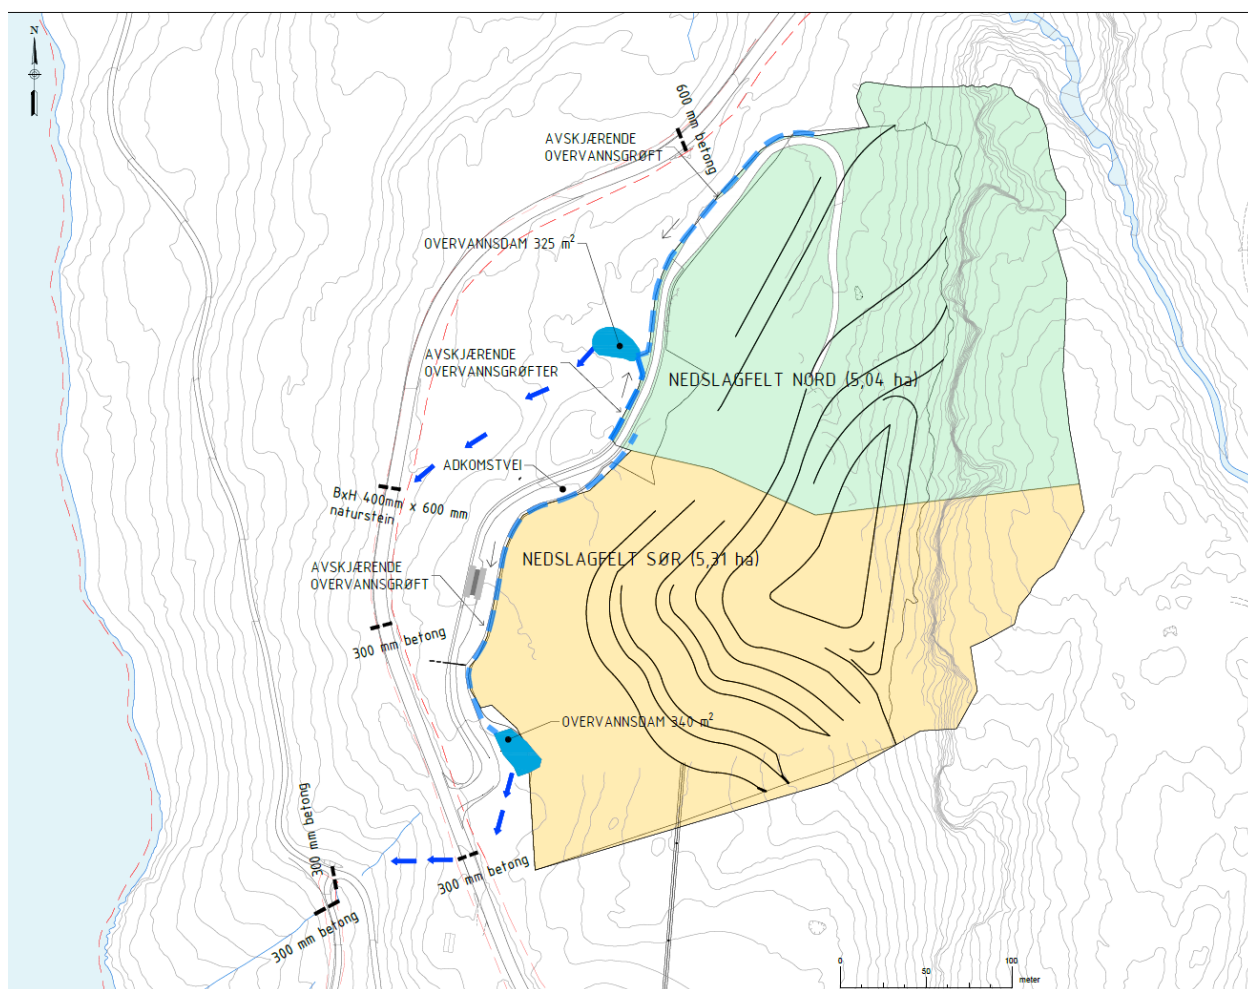 N
600 mm betong
AVSKJÆRENDE
OVERVANNSGRØFT
OVERVANNSDAM 325 m²
AVSKJÆRENDE
OVERVANNSGRØFTER
NEDSLAGFELT NORD (5,04 ha)
ADKOMSTVEI
BxH 400mm x 600 mm
naturstein
NEDSLAGFELT SØR (5,31 ha)
AVSKJÆRENDE
OVERVANNSGRØFT
300 mm betong
OVERVANNSDAM 340 m²
300 mm betong
300 mm betong
300 mm betong
0
50
100
meter